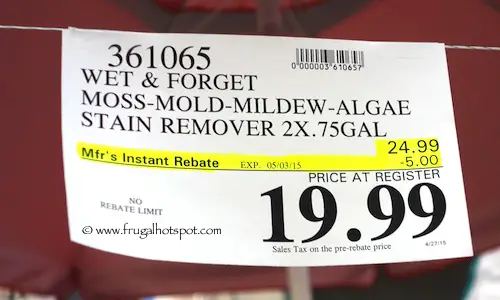 361065
0000003610657
WET & FORGET
MOSS-MOLD-MILDEW-ALGAE
STAIN REMOVER 2X.75GAL
24.99
Mfr's Instant Rebate EXP. 05/03/15 -5.00
PRICE AT REGISTER
NO
REBATE LIMIT
19.99
© www.frugalhotspot.com
Sales Tax on the pre-rebate price
4/27/15